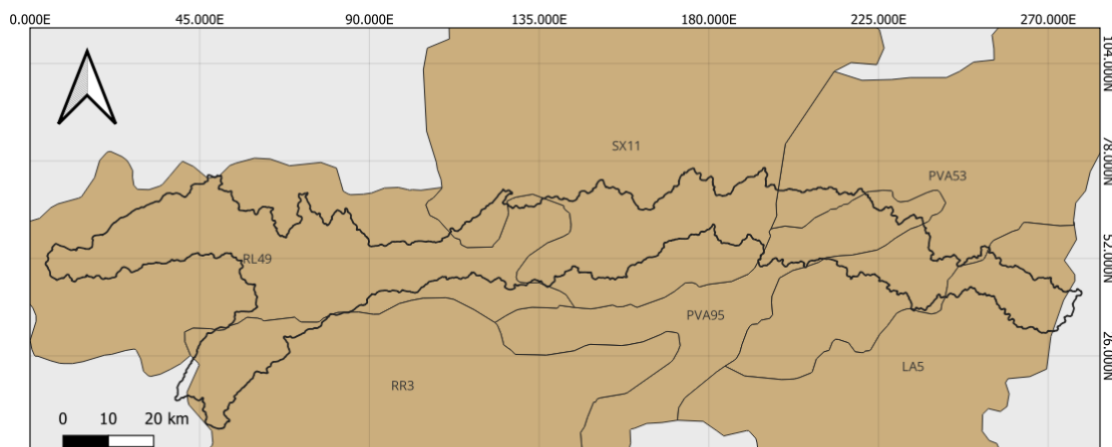 0.000E 45.000E 90.000E 135.000E 180.000E 225.000E 270.000E
104.000N
SX11
78.000N
PVA53
RL49
52.000N
PVA95
26.000N
LA5
RR3
0 10 20 km